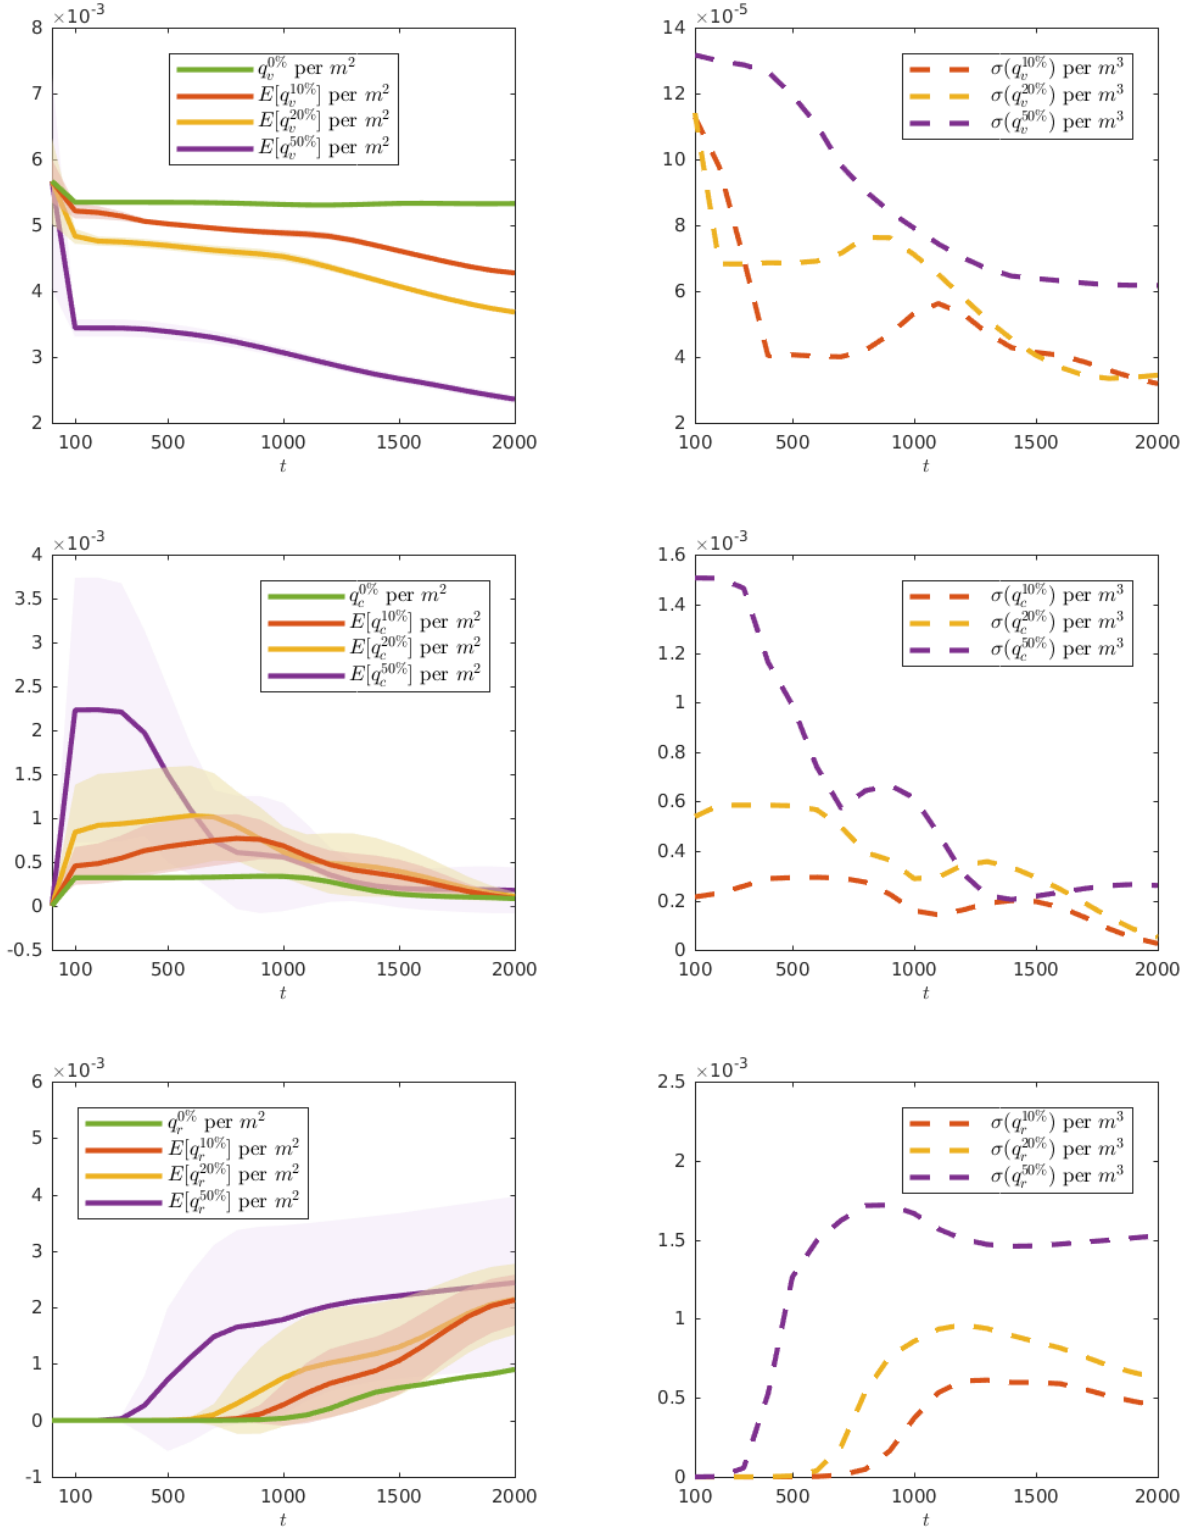 ×10⁻³
8
7
6
5
4
3
2
100 500 1000 1500 2000
t
q_v^{0%} per m²
E[q_v^{10%}] per m²
E[q_v^{20%}] per m²
E[q_v^{50%}] per m²
×10⁻⁵
14
12
10
8
6
4
2
100 500 1000 1500 2000
t
σ(q_v^{10%}) per m³
σ(q_v^{20%}) per m³
σ(q_v^{50%}) per m³
×10⁻³
4
3.5
3
2.5
2
1.5
1
0.5
0
-0.5
100 500 1000 1500 2000
t
q_c^{0%} per m²
E[q_c^{10%}] per m²
E[q_c^{20%}] per m²
E[q_c^{50%}] per m²
×10⁻³
1.6
1.4
1.2
1
0.8
0.6
0.4
0.2
0
100 500 1000 1500 2000
t
σ(q_c^{10%}) per m³
σ(q_c^{20%}) per m³
σ(q_c^{50%}) per m³
×10⁻³
6
5
4
3
2
1
0
-1
100 500 1000 1500 2000
t
q_r^{0%} per m²
E[q_r^{10%}] per m²
E[q_r^{20%}] per m²
E[q_r^{50%}] per m²
×10⁻³
2.5
2
1.5
1
0.5
0
100 500 1000 1500 2000
t
σ(q_r^{10%}) per m³
σ(q_r^{20%}) per m³
σ(q_r^{50%}) per m³